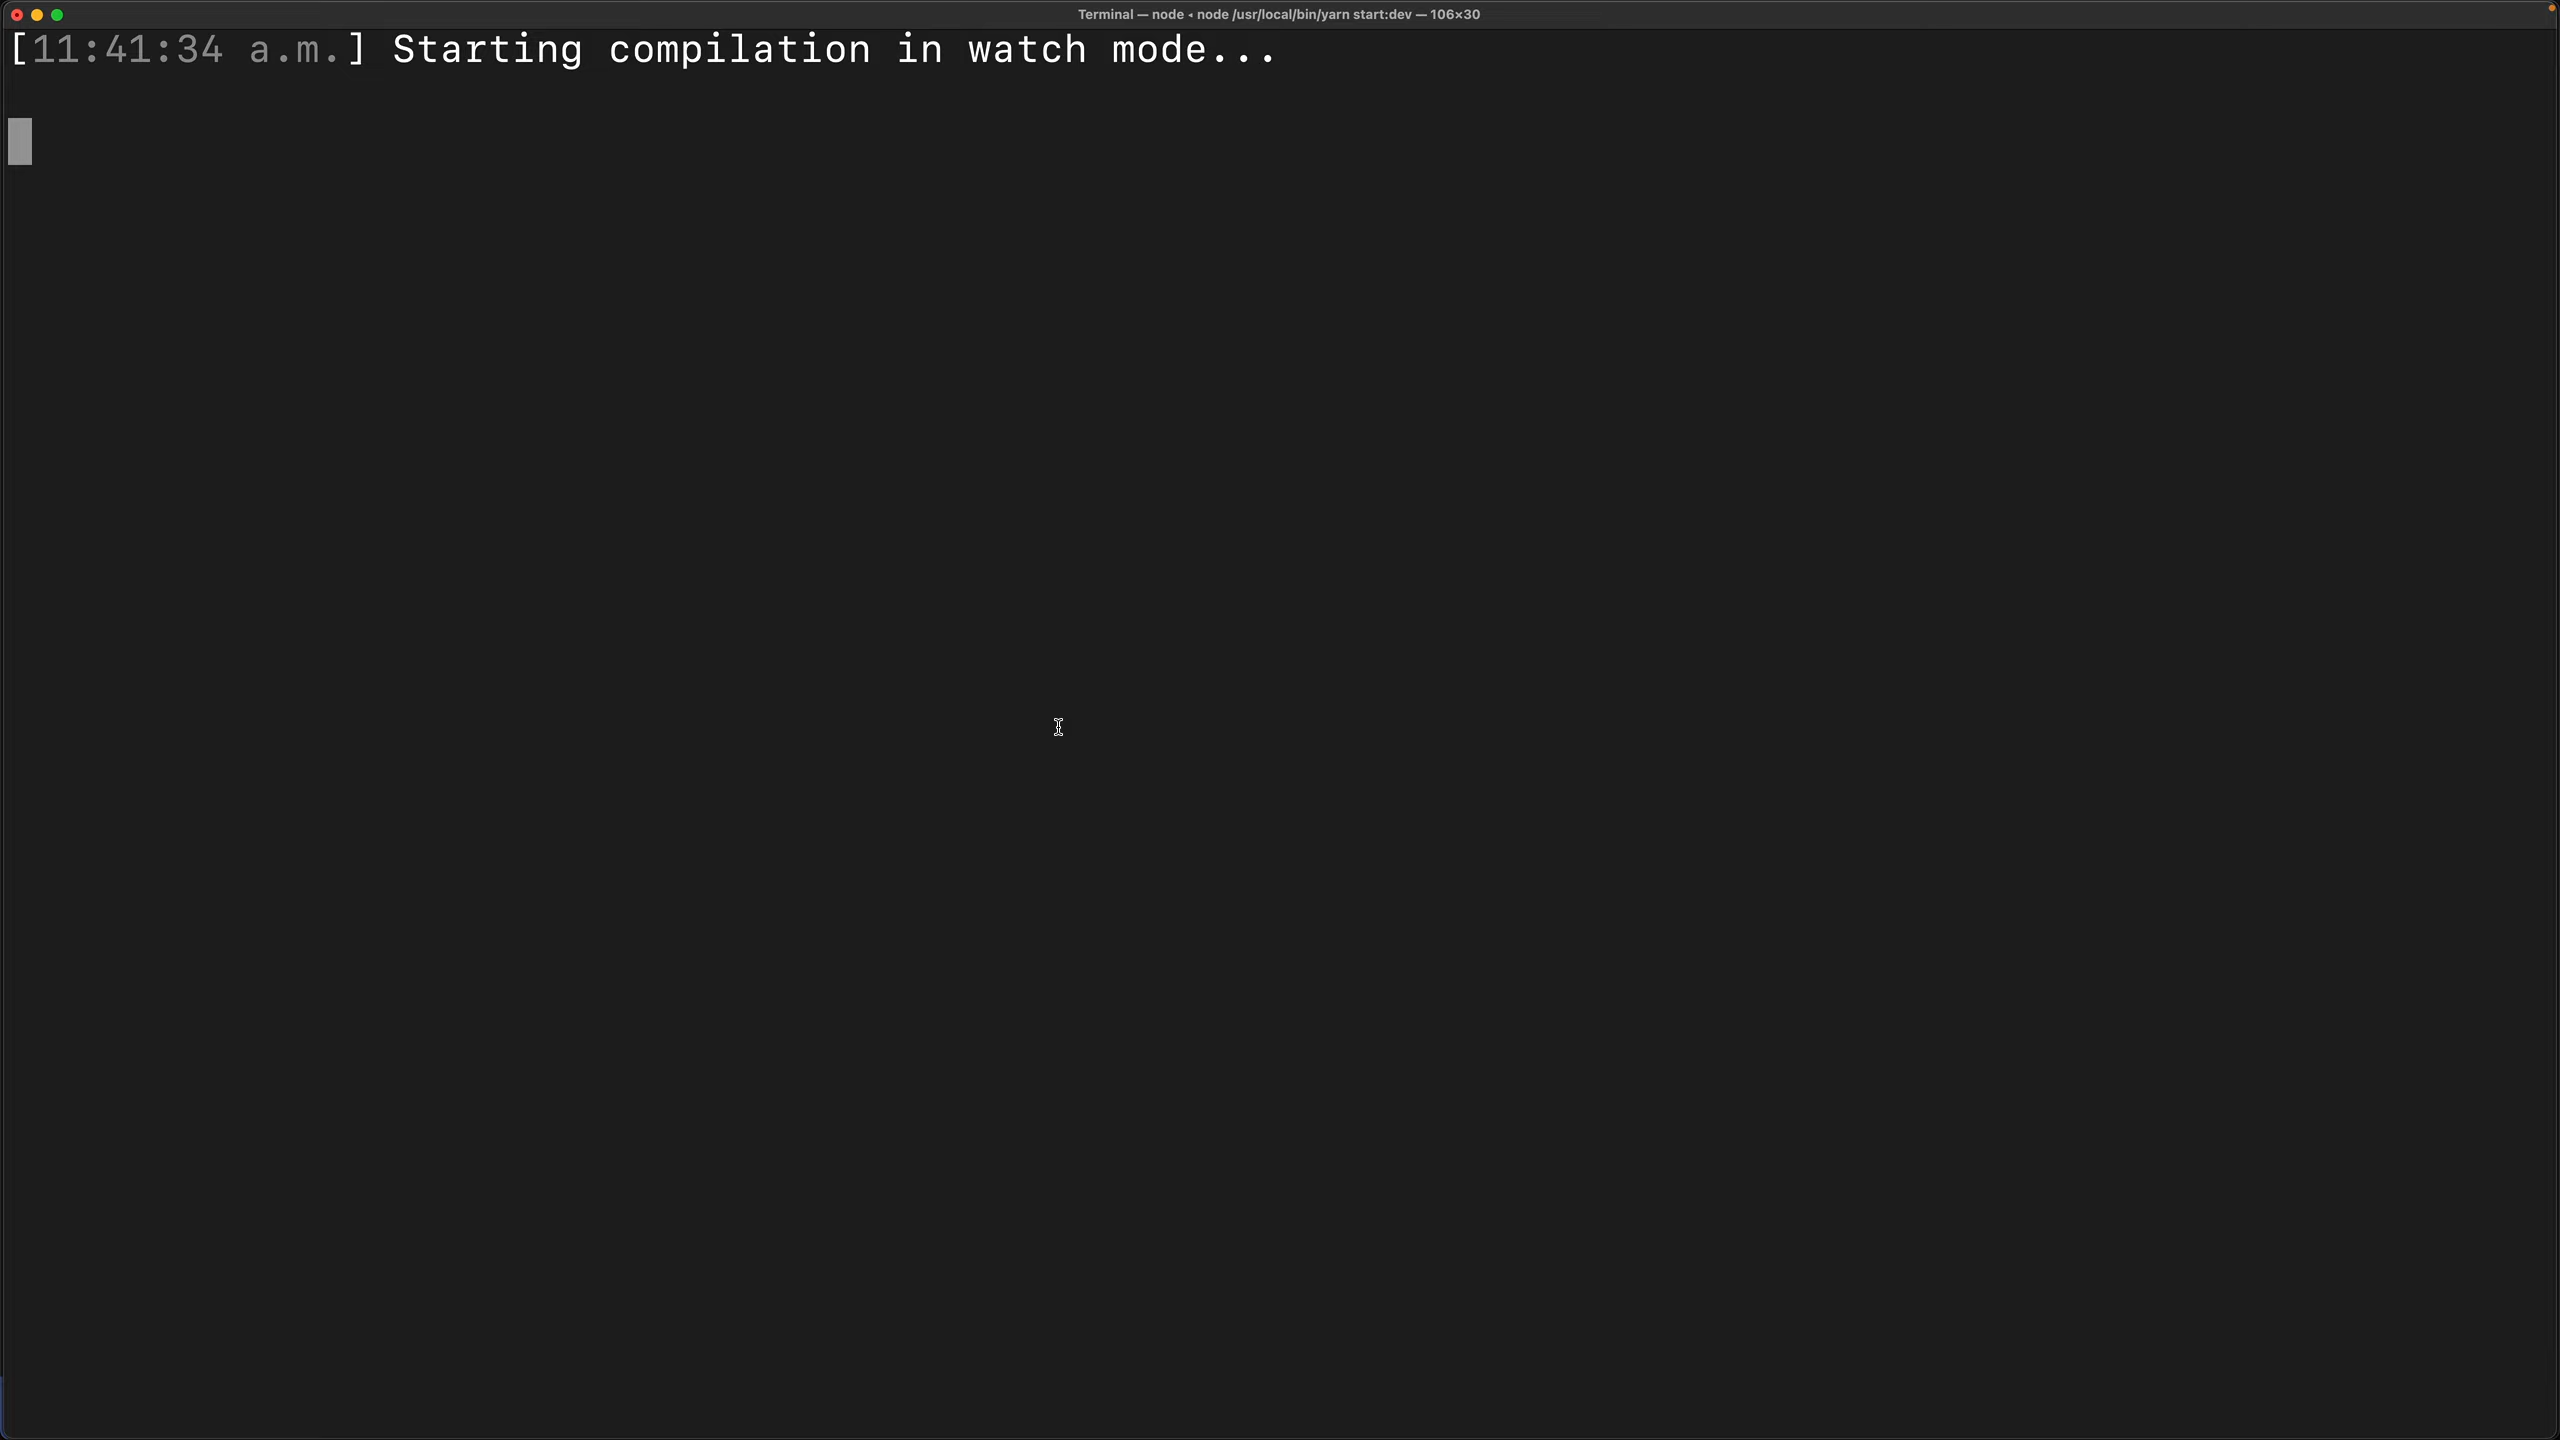 Terminal — node ◂ node /usr/local/bin/yarn start:dev — 106×30
[11:41:34 a.m.] Starting compilation in watch mode...